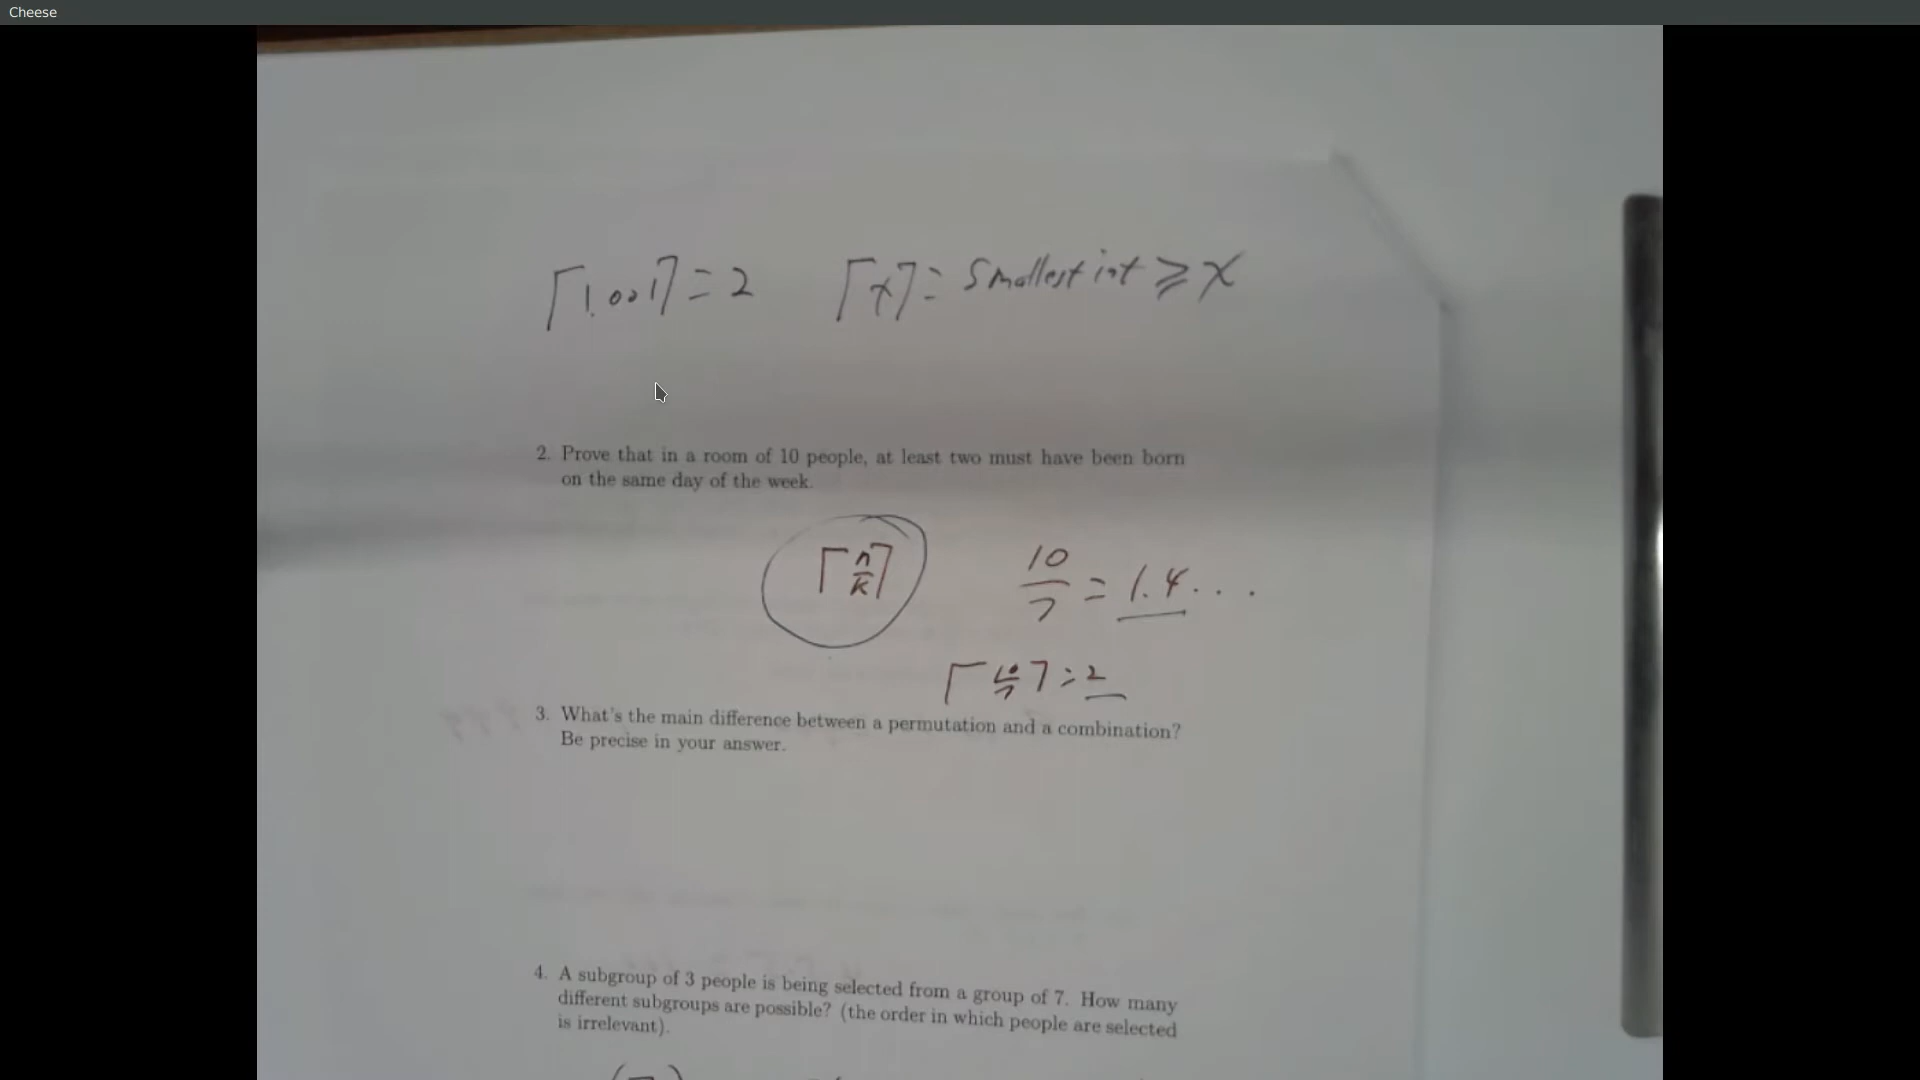 Cheese
⌈1.001⌉ = 2 ⌈x⌉ = smallest int ≥ x
2. Prove that in a room of 10 people, at least two must have been born
on the same day of the week.
⌈n/k⌉ 10/7 = 1.4...
⌈10/7⌉ = 2
3. What's the main difference between a permutation and a combination?
Be precise in your answer.
4. A subgroup of 3 people is being selected from a group of 7. How many
different subgroups are possible? (the order in which people are selected
is irrelevant).